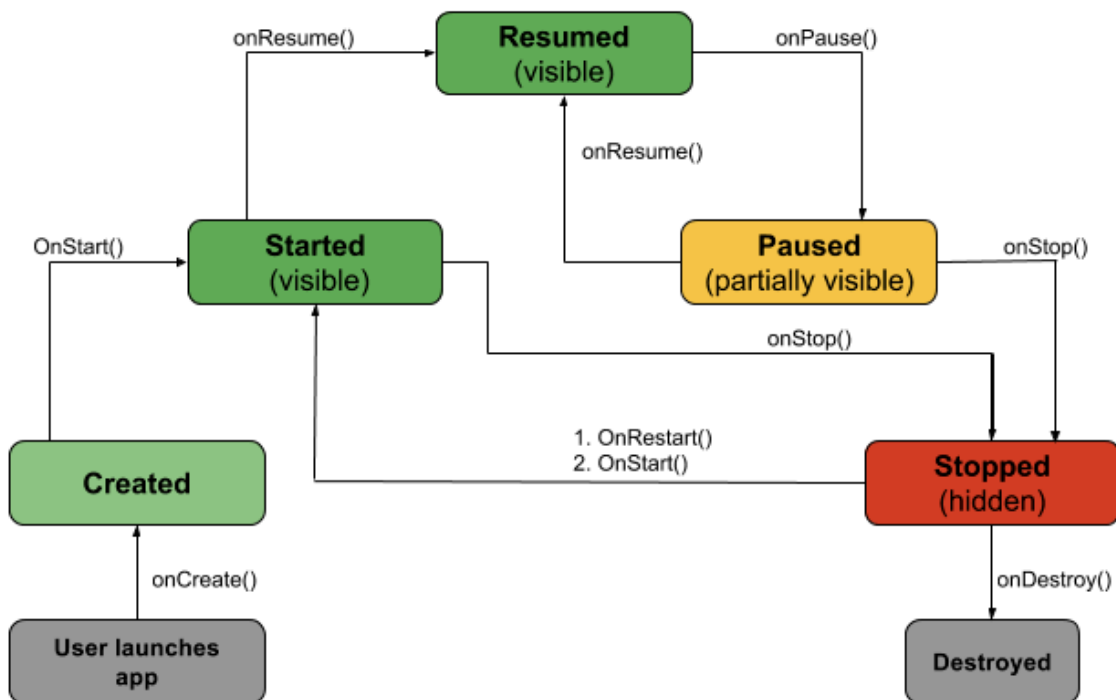 onResume()
Resumed
(visible)
onPause()
onResume()
OnStart()
Started
(visible)
Paused
(partially visible)
onStop()
onStop()
1. OnRestart()
2. OnStart()
Created
Stopped
(hidden)
onCreate()
onDestroy()
User launches
app
Destroyed